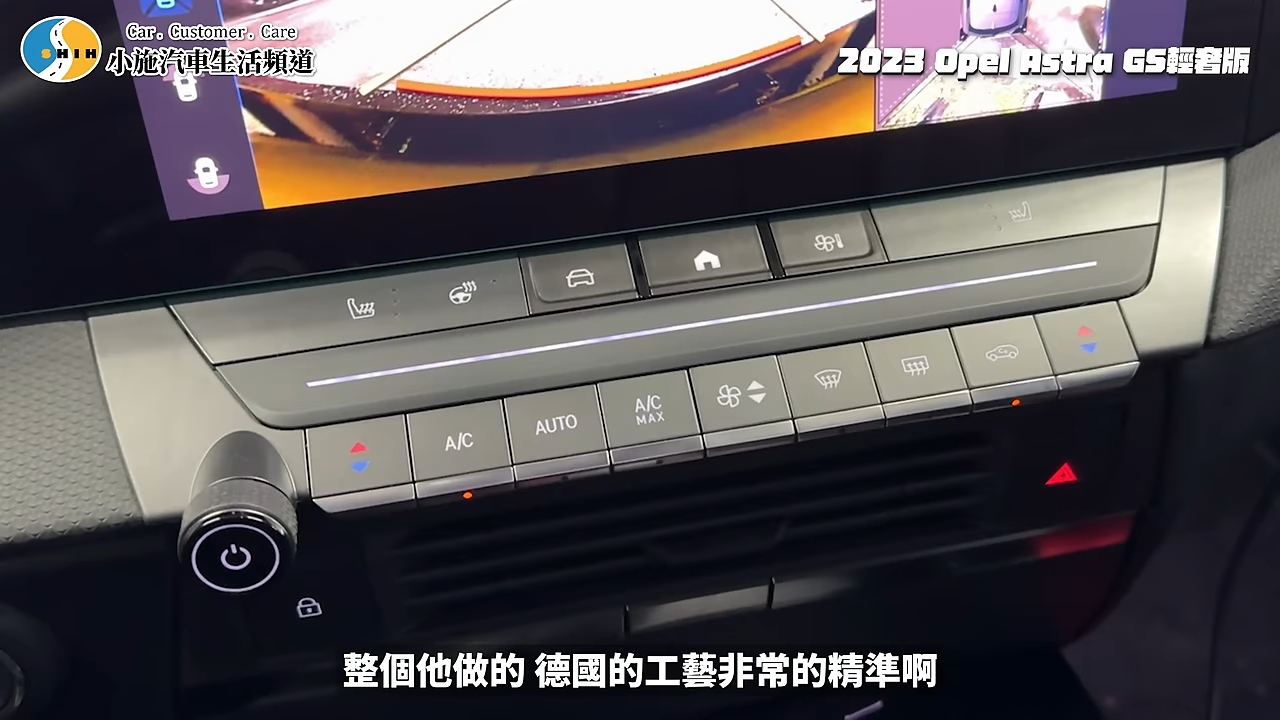 Car. Customer. Care
SHIH
小施汽車生活頻道
2023 Opel Astra GS輕奢版
A/C
AUTO
A/C
MAX
整個他做的 德國的工藝非常的精準啊